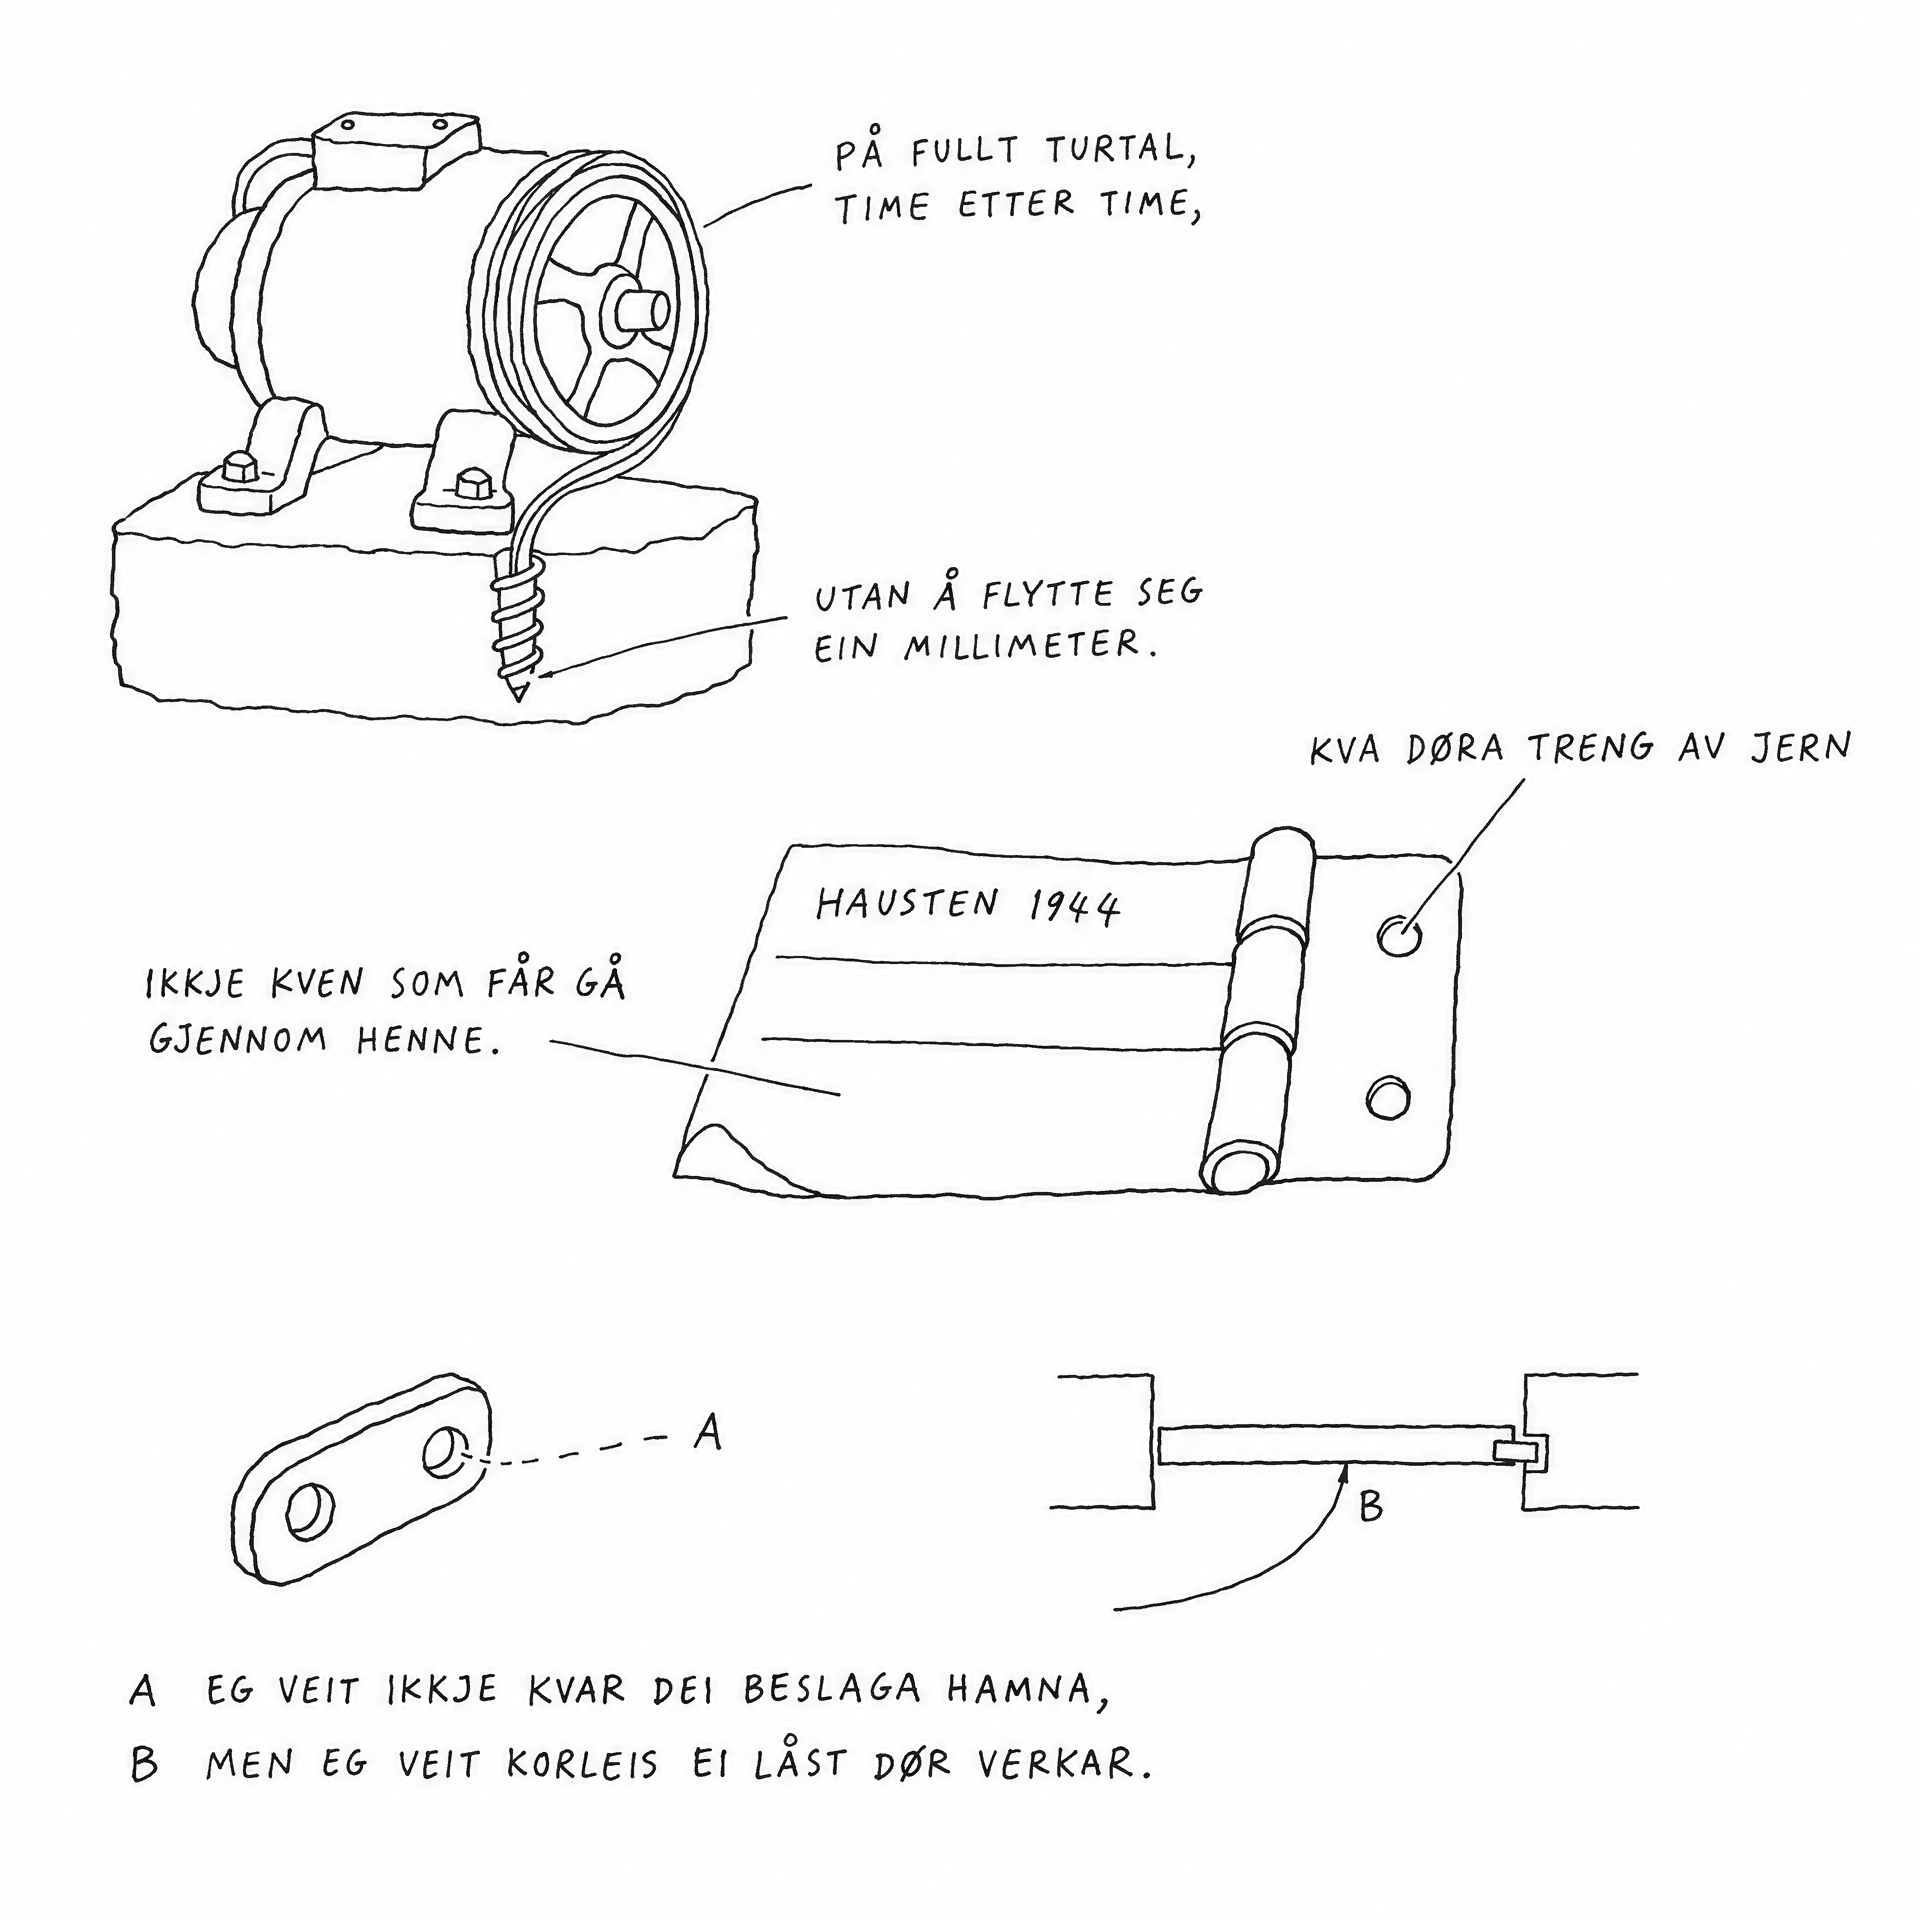 PÅ FULLT TURTAL,
TIME ETTER TIME,
UTAN Å FLYTTE SEG
EIN MILLIMETER.
KVA DØRA TRENG AV JERN
HAUSTEN 1944
IKKJE KVEN SOM FÅR GÅ
GJENNOM HENNE.
A
B
A EG VEIT IKKJE KVAR DEI BESLAGA HAMNA,
B MEN EG VEIT KORLEIS EI LÅST DØR VERKAR.